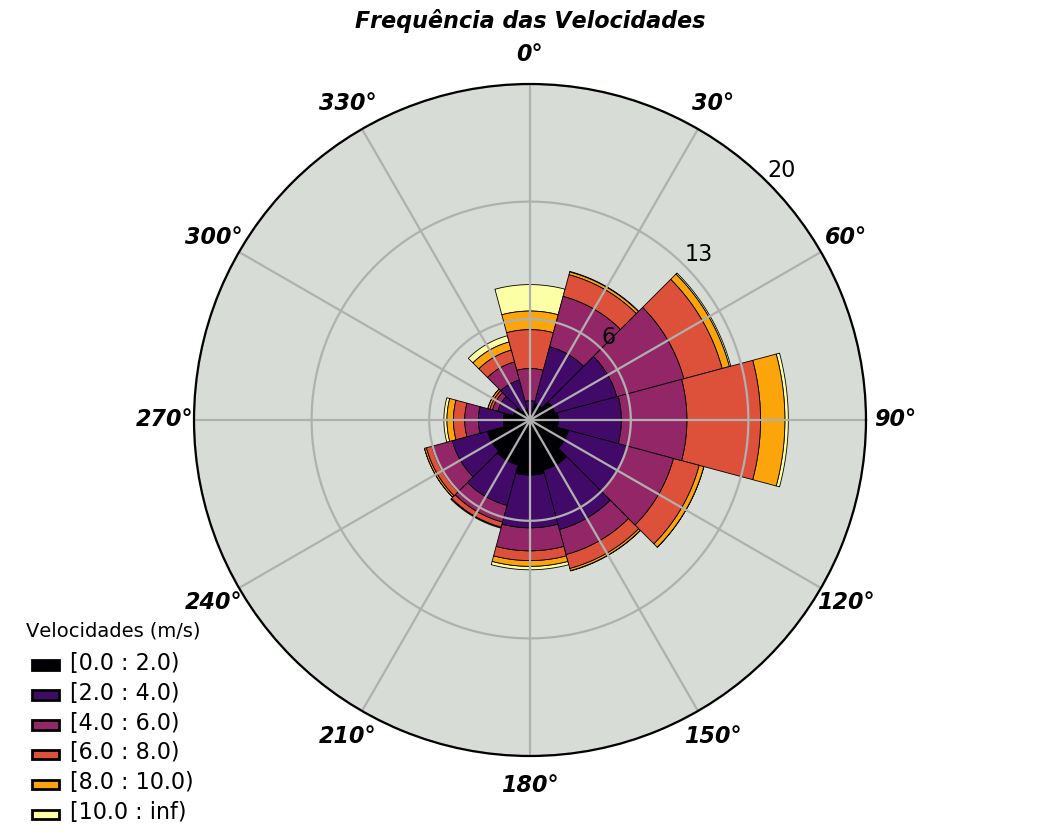 Frequência das Velocidades
0°
330°
30°
20
300°
60°
13
6
270°
90°
240°
120°
210°
150°
180°
Velocidades (m/s)
[0.0 : 2.0)
[2.0 : 4.0)
[4.0 : 6.0)
[6.0 : 8.0)
[8.0 : 10.0)
[10.0 : inf)